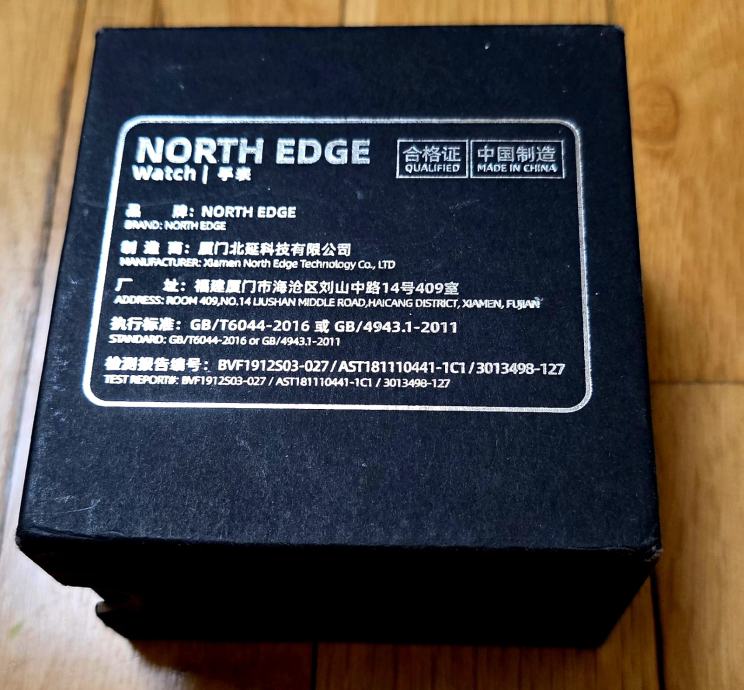 NORTH EDGE
Watch | 手表
合格证
QUALIFIED
中国制造
MADE IN CHINA
品 牌：NORTH EDGE
BRAND: NORTH EDGE
制 造 商：厦门北延科技有限公司
MANUFACTURER: Xiamen North Edge Technology Co., LTD
厂 址：福建厦门市海沧区刘山中路14号409室
ADDRESS: ROOM 409,NO.14 LIUSHAN MIDDLE ROAD,HAICANG DISTRICT, XIAMEN, FUJIAN
执行标准：GB/T6044-2016 或 GB/4943.1-2011
STANDARD: GB/T6044-2016 or GB/4943.1-2011
检测报告编号：BVF1912S03-027 / AST181110441-1C1 / 3013498-127
TEST REPORT#: BVF1912S03-027 / AST181110441-1C1 / 3013498-127